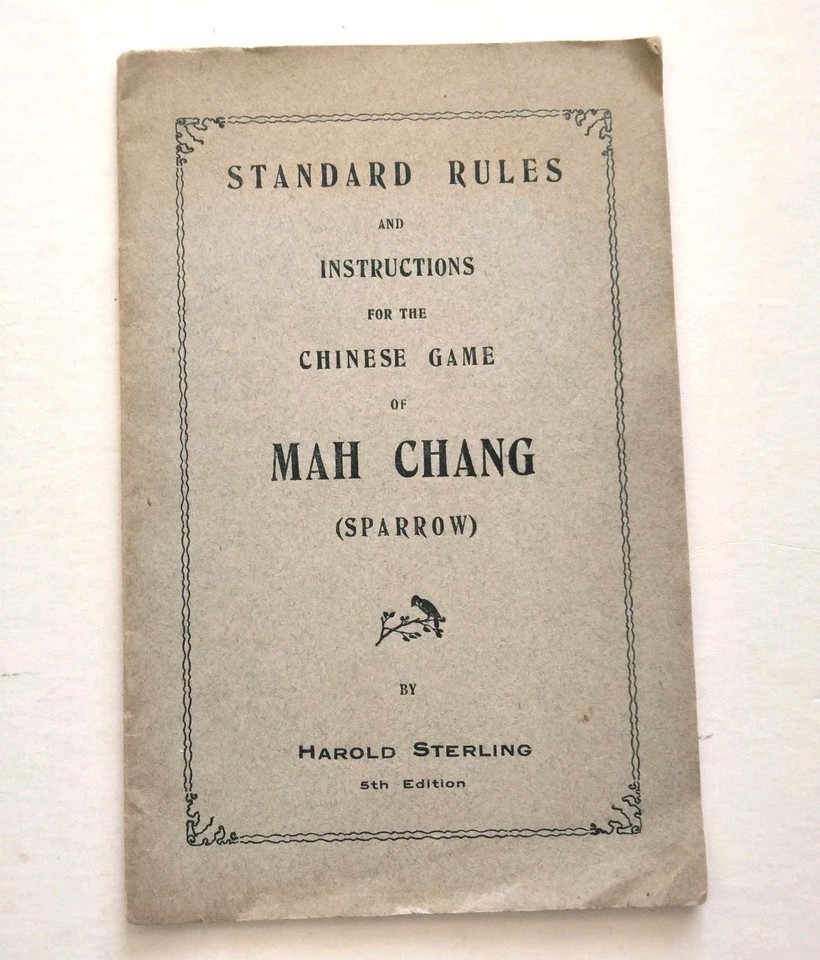 STANDARD RULES
AND
INSTRUCTIONS
FOR THE
CHINESE GAME
OF
MAH CHANG
(SPARROW)
BY
HAROLD STERLING
5th Edition